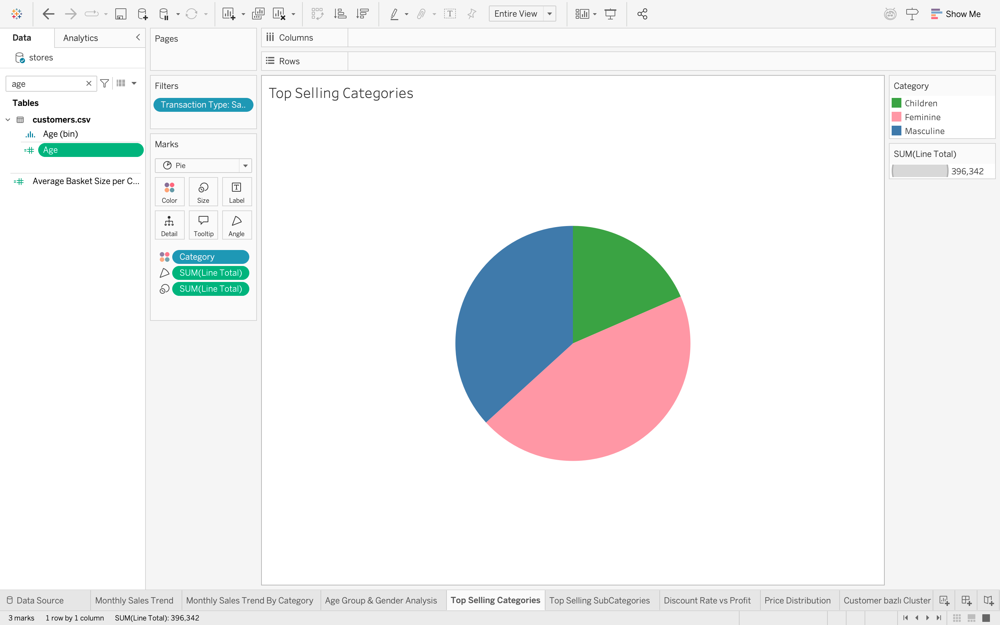 Entire View
Show Me
Data
Analytics
stores
age
Tables
customers.csv
Age (bin)
Age
Average Basket Size per C...
Pages
Filters
Transaction Type: Sa..
Marks
Pie
Color
Size
Label
Detail
Tooltip
Angle
Category
SUM(Line Total)
SUM(Line Total)
Columns
Rows
Top Selling Categories
Category
Children
Feminine
Masculine
SUM(Line Total)
396,342
Data Source
Monthly Sales Trend
Monthly Sales Trend By Category
Age Group & Gender Analysis
Top Selling Categories
Top Selling SubCategories
Discount Rate vs Profit
Price Distribution
Customer bazlı Cluster
3 marks
1 row by 1 column
SUM(Line Total): 396,342